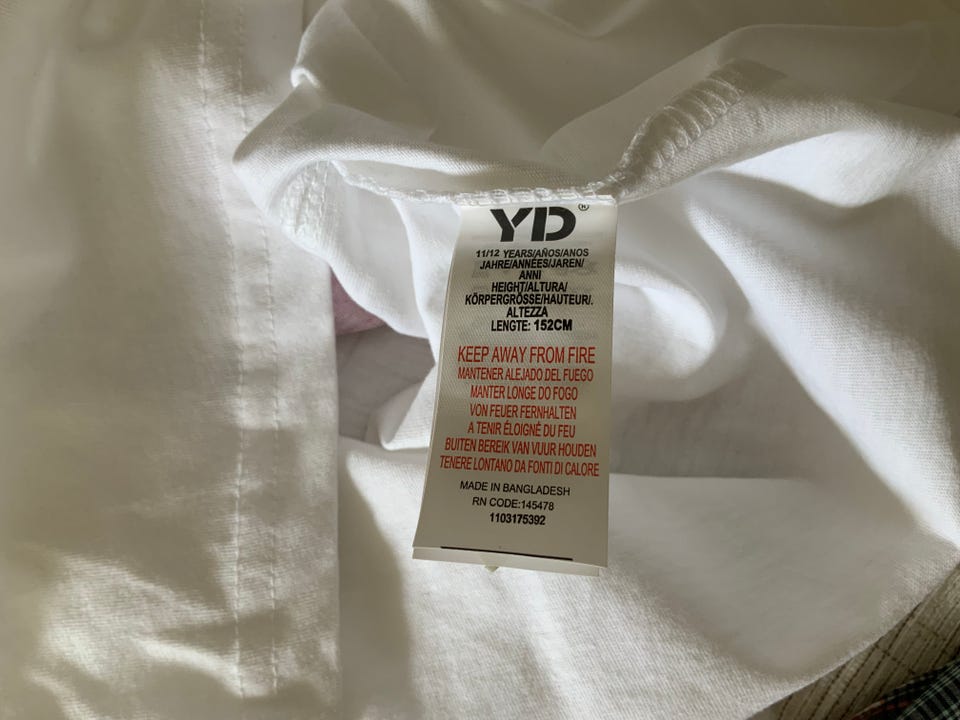 YD®
11/12 YEARS/AÑOS/ANOS
JAHRE/ANNÉES/JAREN/
ANNI
HEIGHT/ALTURA/
KÖRPERGRÖSSE/HAUTEUR/.
ALTEZZA
LENGTE: 152CM
KEEP AWAY FROM FIRE
MANTENER ALEJADO DEL FUEGO
MANTER LONGE DO FOGO
VON FEUER FERNHALTEN
A TENIR ÉLOIGNÉ DU FEU
BUITEN BEREIK VAN VUUR HOUDEN
TENERE LONTANO DA FONTI DI CALORE
MADE IN BANGLADESH
RN CODE:145478
1103175392